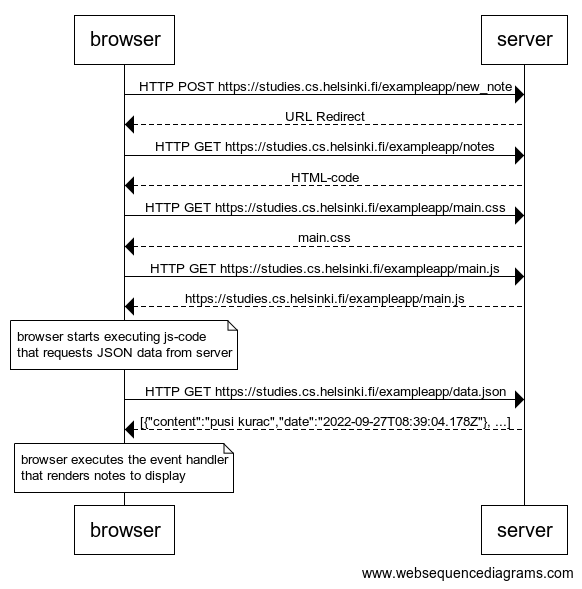 browser
server
HTTP POST https://studies.cs.helsinki.fi/exampleapp/new_note
URL Redirect
HTTP GET https://studies.cs.helsinki.fi/exampleapp/notes
HTML-code
HTTP GET https://studies.cs.helsinki.fi/exampleapp/main.css
main.css
HTTP GET https://studies.cs.helsinki.fi/exampleapp/main.js
https://studies.cs.helsinki.fi/exampleapp/main.js
browser starts executing js-code
that requests JSON data from server
HTTP GET https://studies.cs.helsinki.fi/exampleapp/data.json
[{"content":"pusi kurac","date":"2022-09-27T08:39:04.178Z"}, ...]
browser executes the event handler
that renders notes to display
browser
server
www.websequencediagrams.com